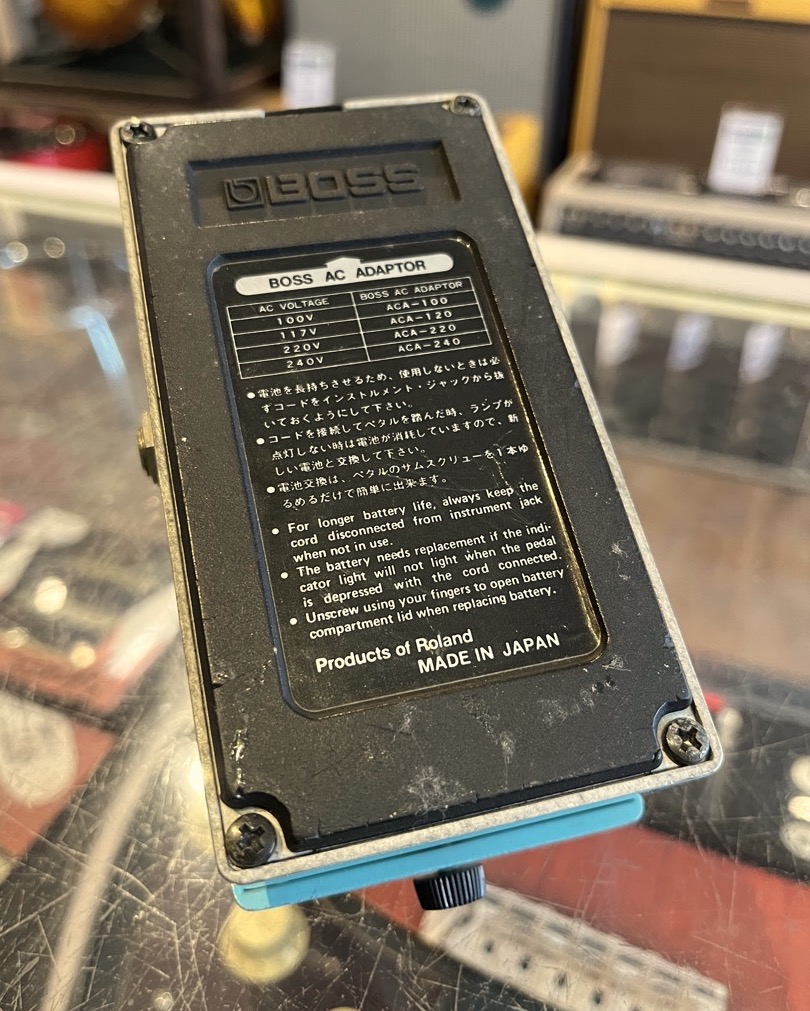 BOSS
BOSS AC ADAPTOR
AC VOLTAGE BOSS AC ADAPTOR
100V ACA-100
117V ACA-120
220V ACA-220
240V ACA-240
●電池を長持ちさせるため、使用しないときは必
ずコードをインストルメント・ジャックから抜
いておくようにして下さい。
●コードを接続してペタルを踏んだ時、ランプが
点灯しない時は電池が消耗していますので、新
しい電池と交換して下さい。
●電池交換は、ペタルのサムスクリューを1本ゆ
るめるだけで簡単に出来ます。
● For longer battery life, always keep the
cord disconnected from instrument jack
when not in use.
● The battery needs replacement if the indi-
cator light will not light when the pedal
is depressed with the cord connected.
● Unscrew using your fingers to open battery
compartment lid when replacing battery.
Products of Roland
MADE IN JAPAN